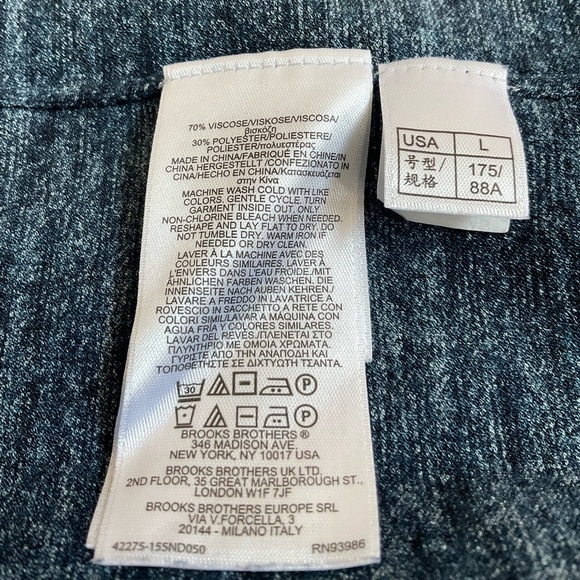 70% VISCOSE/VISKOSE/VISCOSA/
βισκόζη
30% POLYESTER/POLIESTERE/
POLIÉSTER/πολυεστέρας
MADE IN CHINA/FABRIQUÉ EN CHINE/IN
CHINA HERGESTELLT/CONFEZIONATO IN
CINA/HECHO EN CHINA/Κατασκευάζεται
στην Κίνα
MACHINE WASH COLD WITH LIKE
COLORS. GENTLE CYCLE. TURN
GARMENT INSIDE OUT. ONLY
NON-CHLORINE BLEACH WHEN NEEDED.
RESHAPE AND LAY FLAT TO DRY. DO
NOT TUMBLE DRY. WARM IRON IF
NEEDED OR DRY CLEAN.
LAVER À LA MACHINE AVEC DES
COULEURS SIMILAIRES. LAVER À
L'ENVERS DANS L'EAU FROIDE/MIT
ÄHNLICHEN FARBEN WASCHEN. DIE
INNENSEITE NACH AUßEN KEHREN/
LAVARE A FREDDO IN LAVATRICE A
ROVESCIO IN SACCHETTO A RETE CON
COLORI SIMILI/LAVAR A MÁQUINA CON
AGUA FRÍA Y COLORES SIMILARES.
LAVAR DEL REVÉS/ΠΛΕΝΕΤΑΙ ΣΤΟ
ΠΛΥΝΤΗΡΙΟ ΜΕ ΟΜΟΙΑ ΧΡΩΜΑΤΑ.
ΓΥΡΙΣΤΕ ΑΠΟ ΤΗΝ ΑΝΑΠΟΔΗ ΚΑΙ
ΤΟΠΟΘΕΤΗΣΤΕ ΣΕ ΔΙΧΤΥΩΤΗ ΤΣΑΝΤΑ.
30 P
P
BROOKS BROTHERS ®
346 MADISON AVE.
NEW YORK, NY 10017 USA
BROOKS BROTHERS UK LTD.
2ND FLOOR, 35 GREAT MARLBOROUGH ST.,
LONDON W1F 7JF
BROOKS BROTHERS EUROPE SRL
VIA V.FORCELLA, 3
20144 - MILANO ITALY
42275-155ND050 RN93986
USA L
号型/ 175/
规格 88A